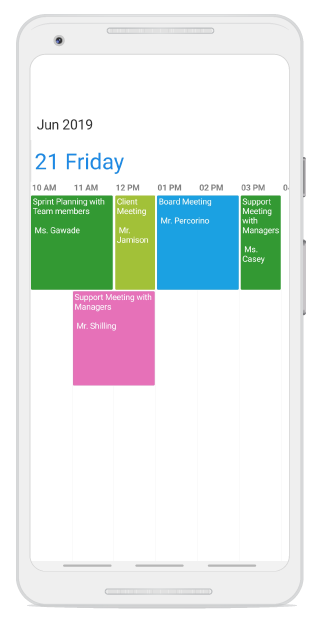 Jun 2019
21 Friday
10 AM 11 AM 12 PM 01 PM 02 PM 03 PM
Sprint Planning with
Team members
Ms. Gawade
Client
Meeting
Mr.
Jamison
Board Meeting
Mr. Percorino
Support
Meeting
with
Managers
Ms.
Casey
Support Meeting with
Managers
Mr. Shilling